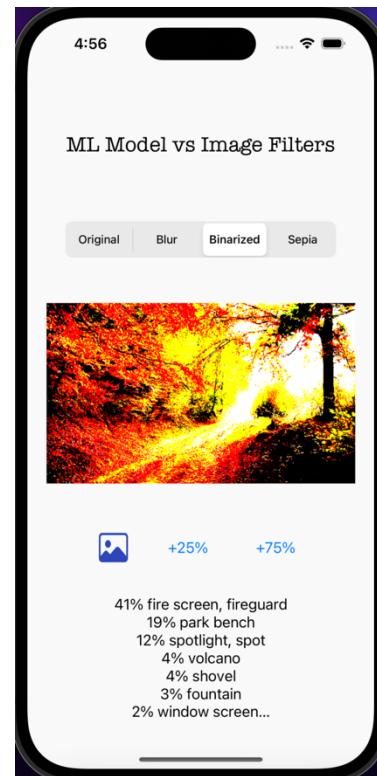 4:56
ML Model vs Image Filters
Original Blur Binarized Sepia
+25% +75%
41% fire screen, fireguard
19% park bench
12% spotlight, spot
4% volcano
4% shovel
3% fountain
2% window screen...